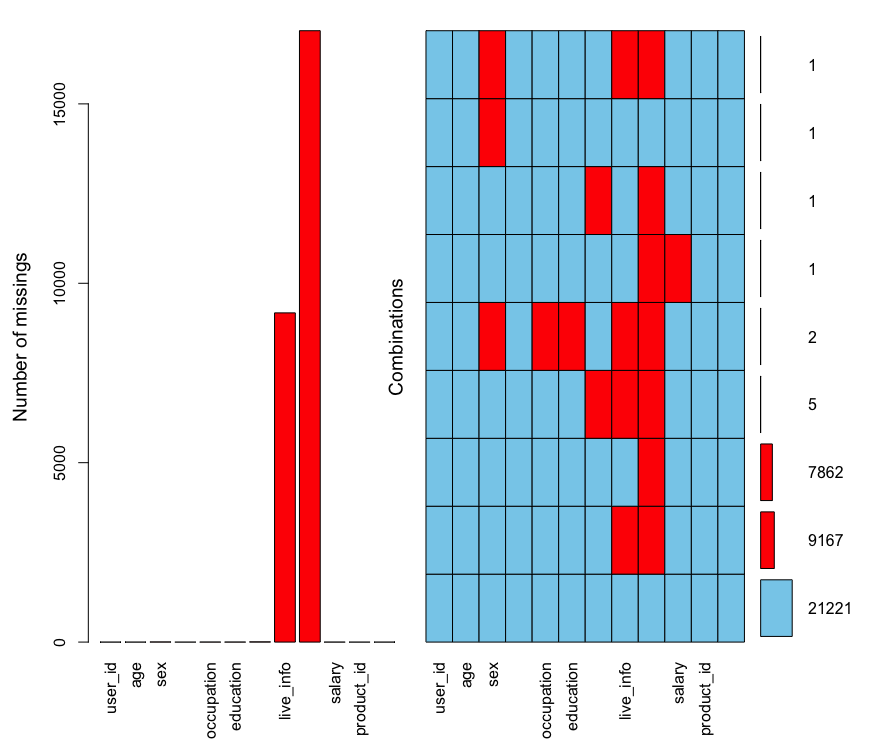 Number of missings
0
5000
10000
15000
user_id
age
sex
occupation
education
live_info
salary
product_id
Combinations
1
1
1
1
2
5
7862
9167
21221
user_id
age
sex
occupation
education
live_info
salary
product_id